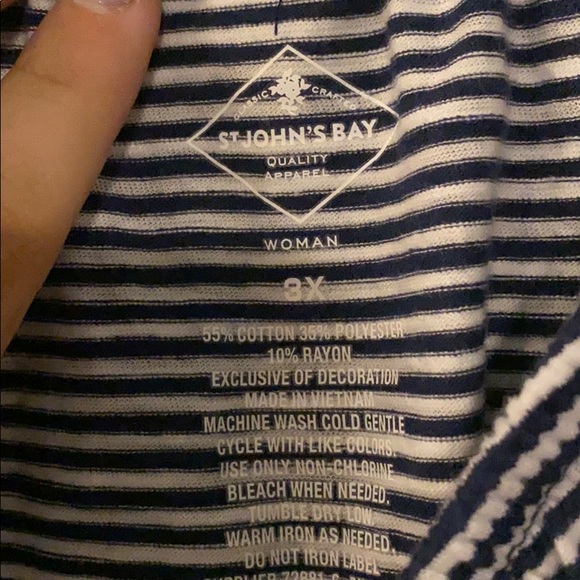 CLASSIC CRAFTED
ST·JOHN'S BAY
QUALITY
APPAREL
WOMAN
3X
55% COTTON 35% POLYESTER
10% RAYON
EXCLUSIVE OF DECORATION
MADE IN VIETNAM
MACHINE WASH COLD GENTLE
CYCLE WITH LIKE COLORS.
USE ONLY NON-CHLORINE
BLEACH WHEN NEEDED.
TUMBLE DRY LOW.
WARM IRON AS NEEDED.
DO NOT IRON LABEL